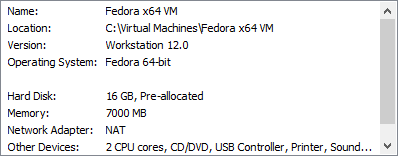 Name: Fedora x64 VM
Location: C:\Virtual Machines\Fedora x64 VM
Version: Workstation 12.0
Operating System: Fedora 64-bit
Hard Disk: 16 GB, Pre-allocated
Memory: 7000 MB
Network Adapter: NAT
Other Devices: 2 CPU cores, CD/DVD, USB Controller, Printer, Sound...